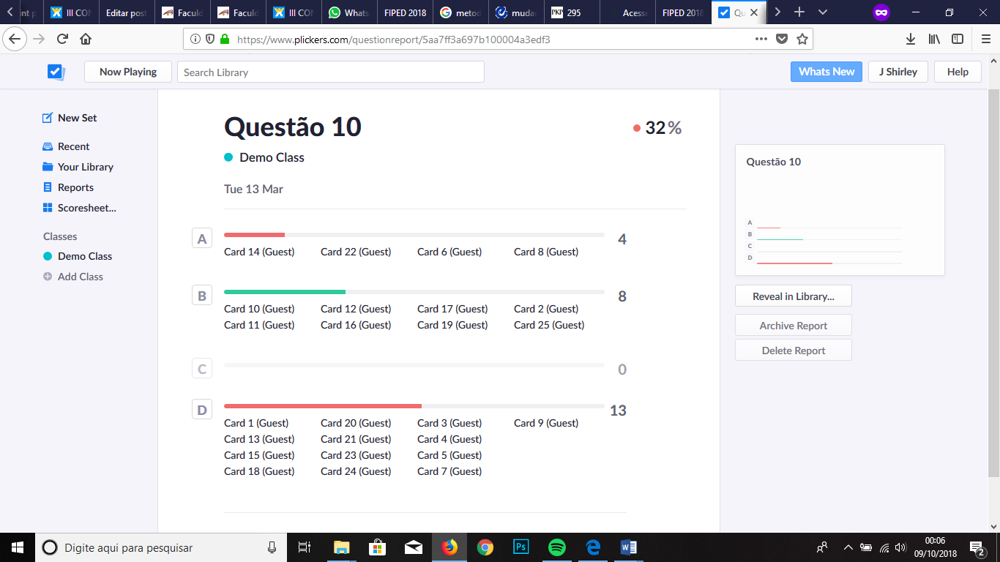 int p
III CON
Editar post
Faculd
Faculd
III CON
Whats
FIPED 2018
metod
mudar
PKP 295
Acesse
FIPED 2018
Qu
https://www.plickers.com/questionreport/5aa7ff3a697b100004a3edf3
Now Playing
Search Library
Whats New
J Shirley
Help
New Set
Recent
Your Library
Reports
Scoresheet...
Classes
Demo Class
Add Class
Questão 10
32%
Demo Class
Tue 13 Mar
A 4
Card 14 (Guest) Card 22 (Guest) Card 6 (Guest) Card 8 (Guest)
B 8
Card 10 (Guest) Card 12 (Guest) Card 17 (Guest) Card 2 (Guest)
Card 11 (Guest) Card 16 (Guest) Card 19 (Guest) Card 25 (Guest)
C 0
D 13
Card 1 (Guest) Card 20 (Guest) Card 3 (Guest) Card 9 (Guest)
Card 13 (Guest) Card 21 (Guest) Card 4 (Guest)
Card 15 (Guest) Card 23 (Guest) Card 5 (Guest)
Card 18 (Guest) Card 24 (Guest) Card 7 (Guest)
Questão 10
A
B
C
D
Reveal in Library...
Archive Report
Delete Report
Digite aqui para pesquisar
Ps
00:06
09/10/2018
2